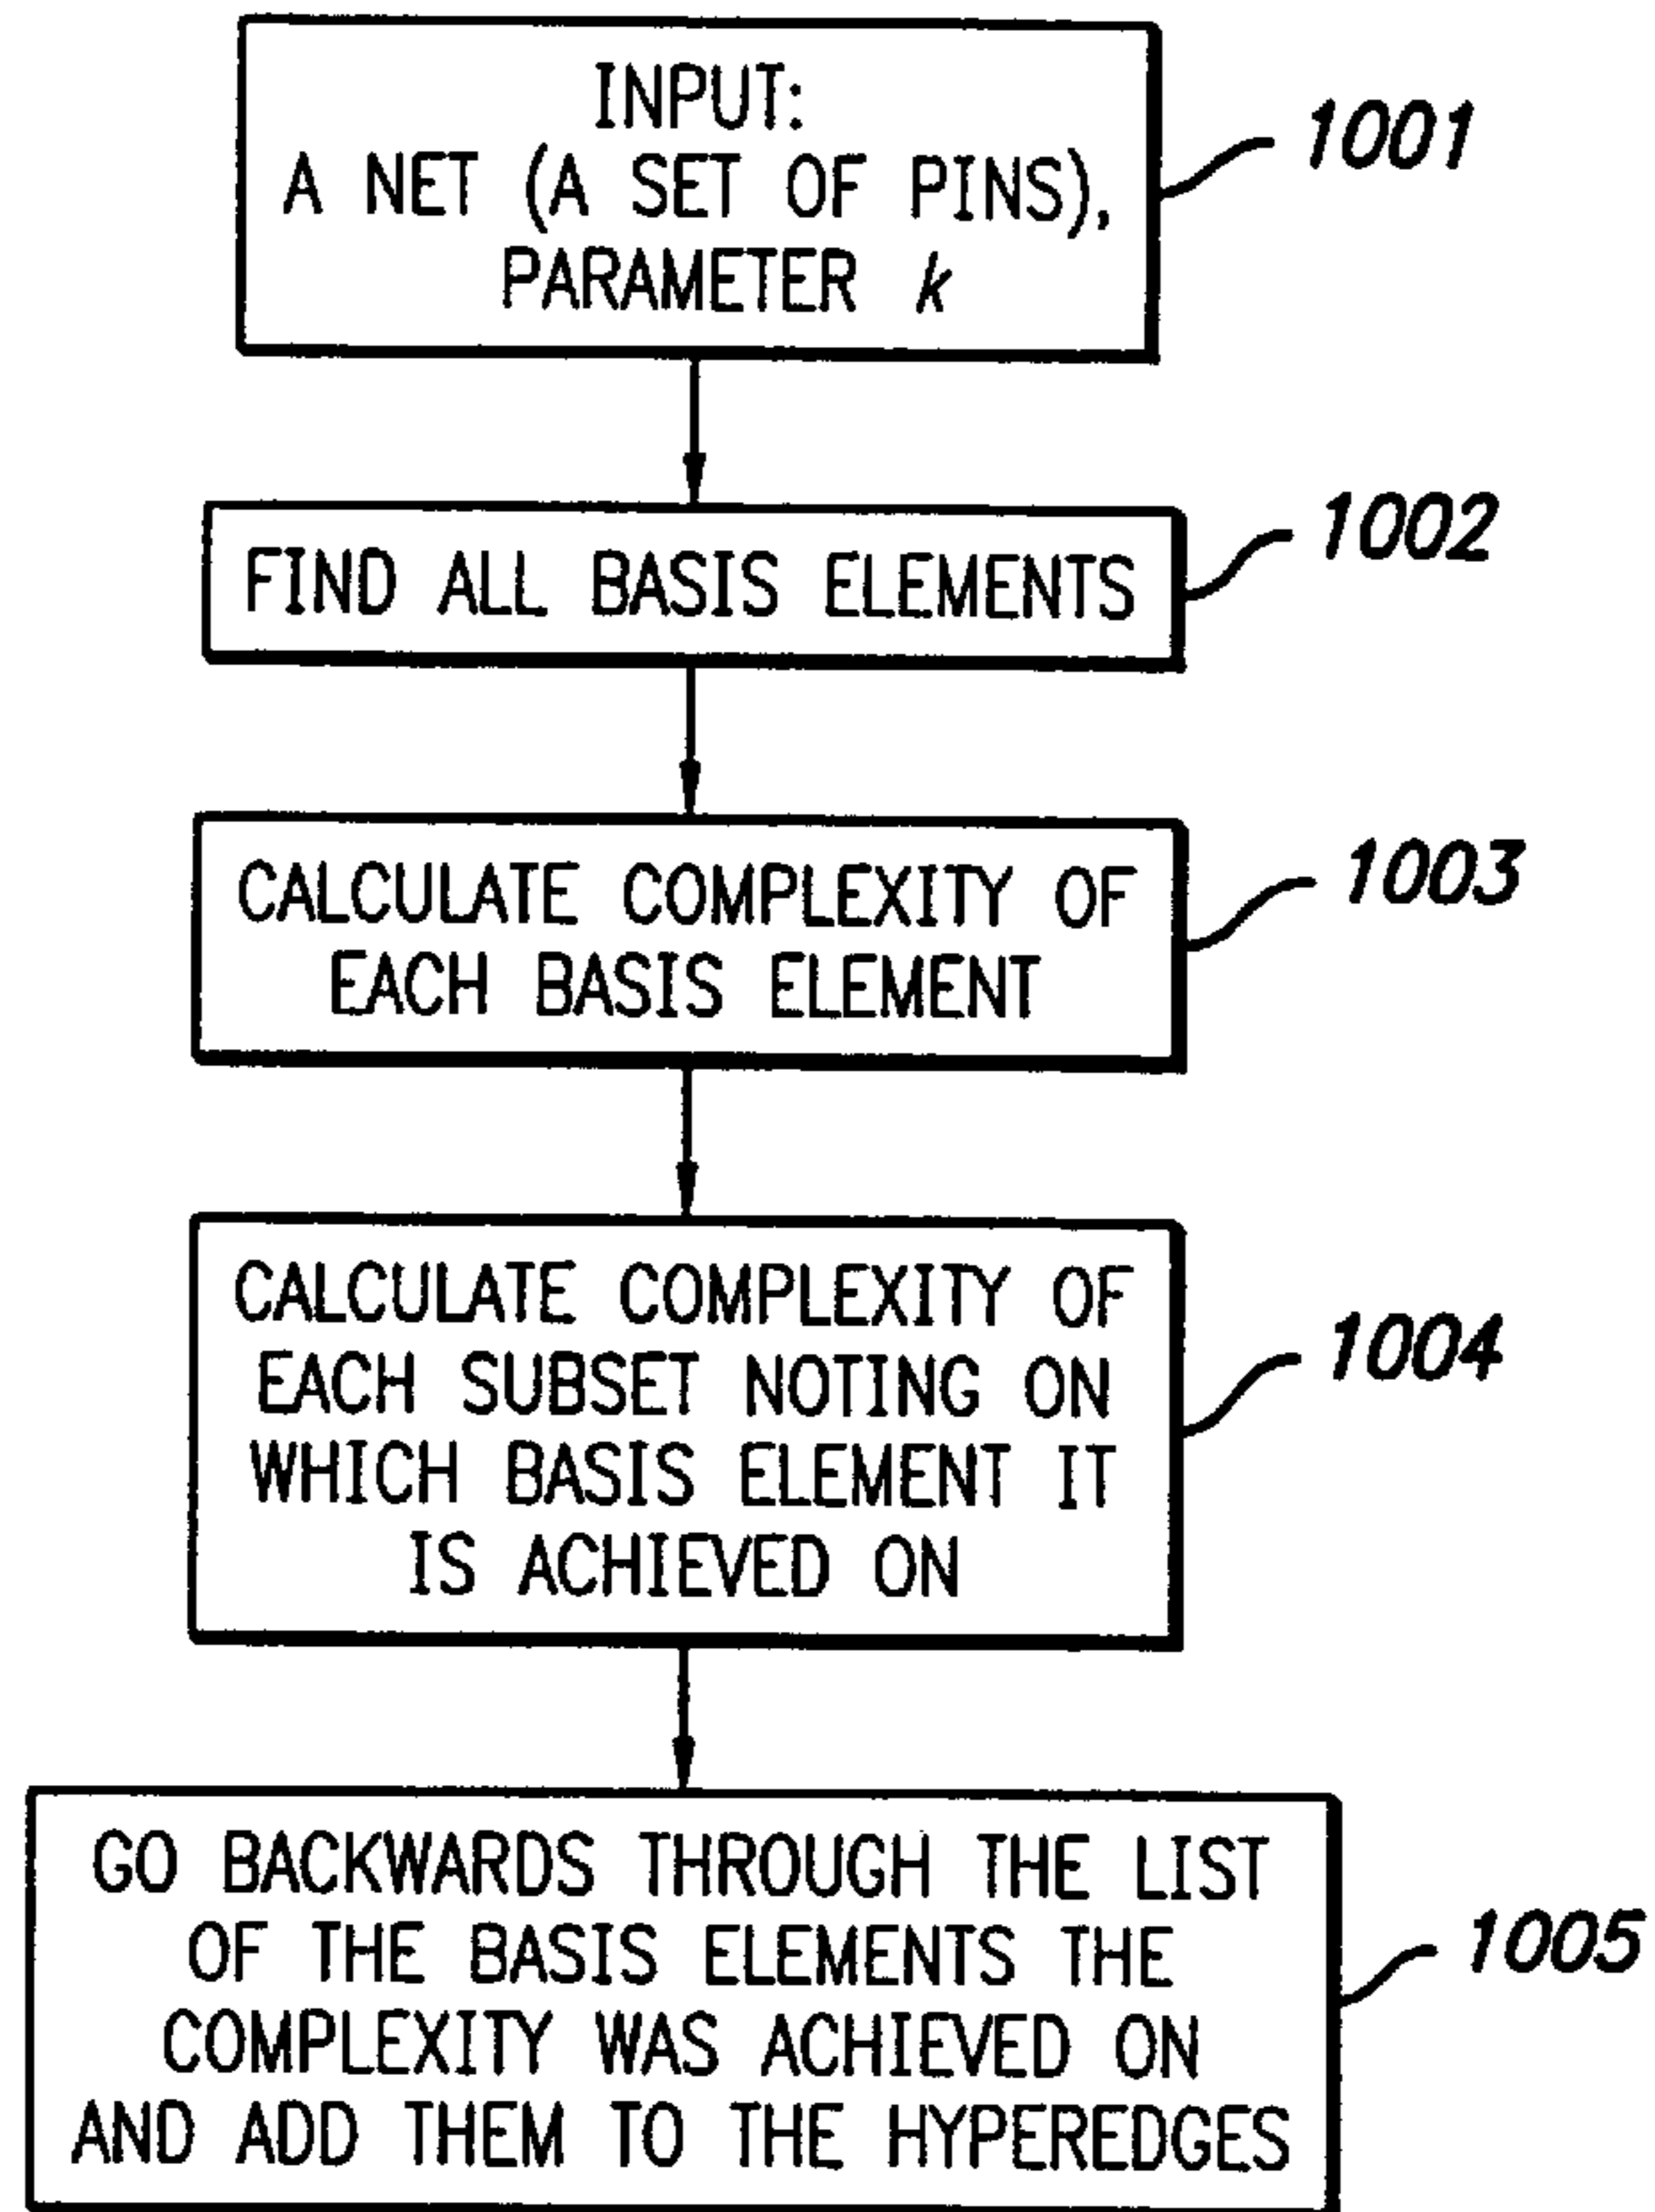 INPUT:
A NET (A SET OF PINS),
PARAMETER k
1001
FIND ALL BASIS ELEMENTS
1002
CALCULATE COMPLEXITY OF
EACH BASIS ELEMENT
1003
CALCULATE COMPLEXITY OF
EACH SUBSET NOTING ON
WHICH BASIS ELEMENT IT
IS ACHIEVED ON
1004
GO BACKWARDS THROUGH THE LIST
OF THE BASIS ELEMENTS THE
COMPLEXITY WAS ACHIEVED ON
AND ADD THEM TO THE HYPEREDGES
1005